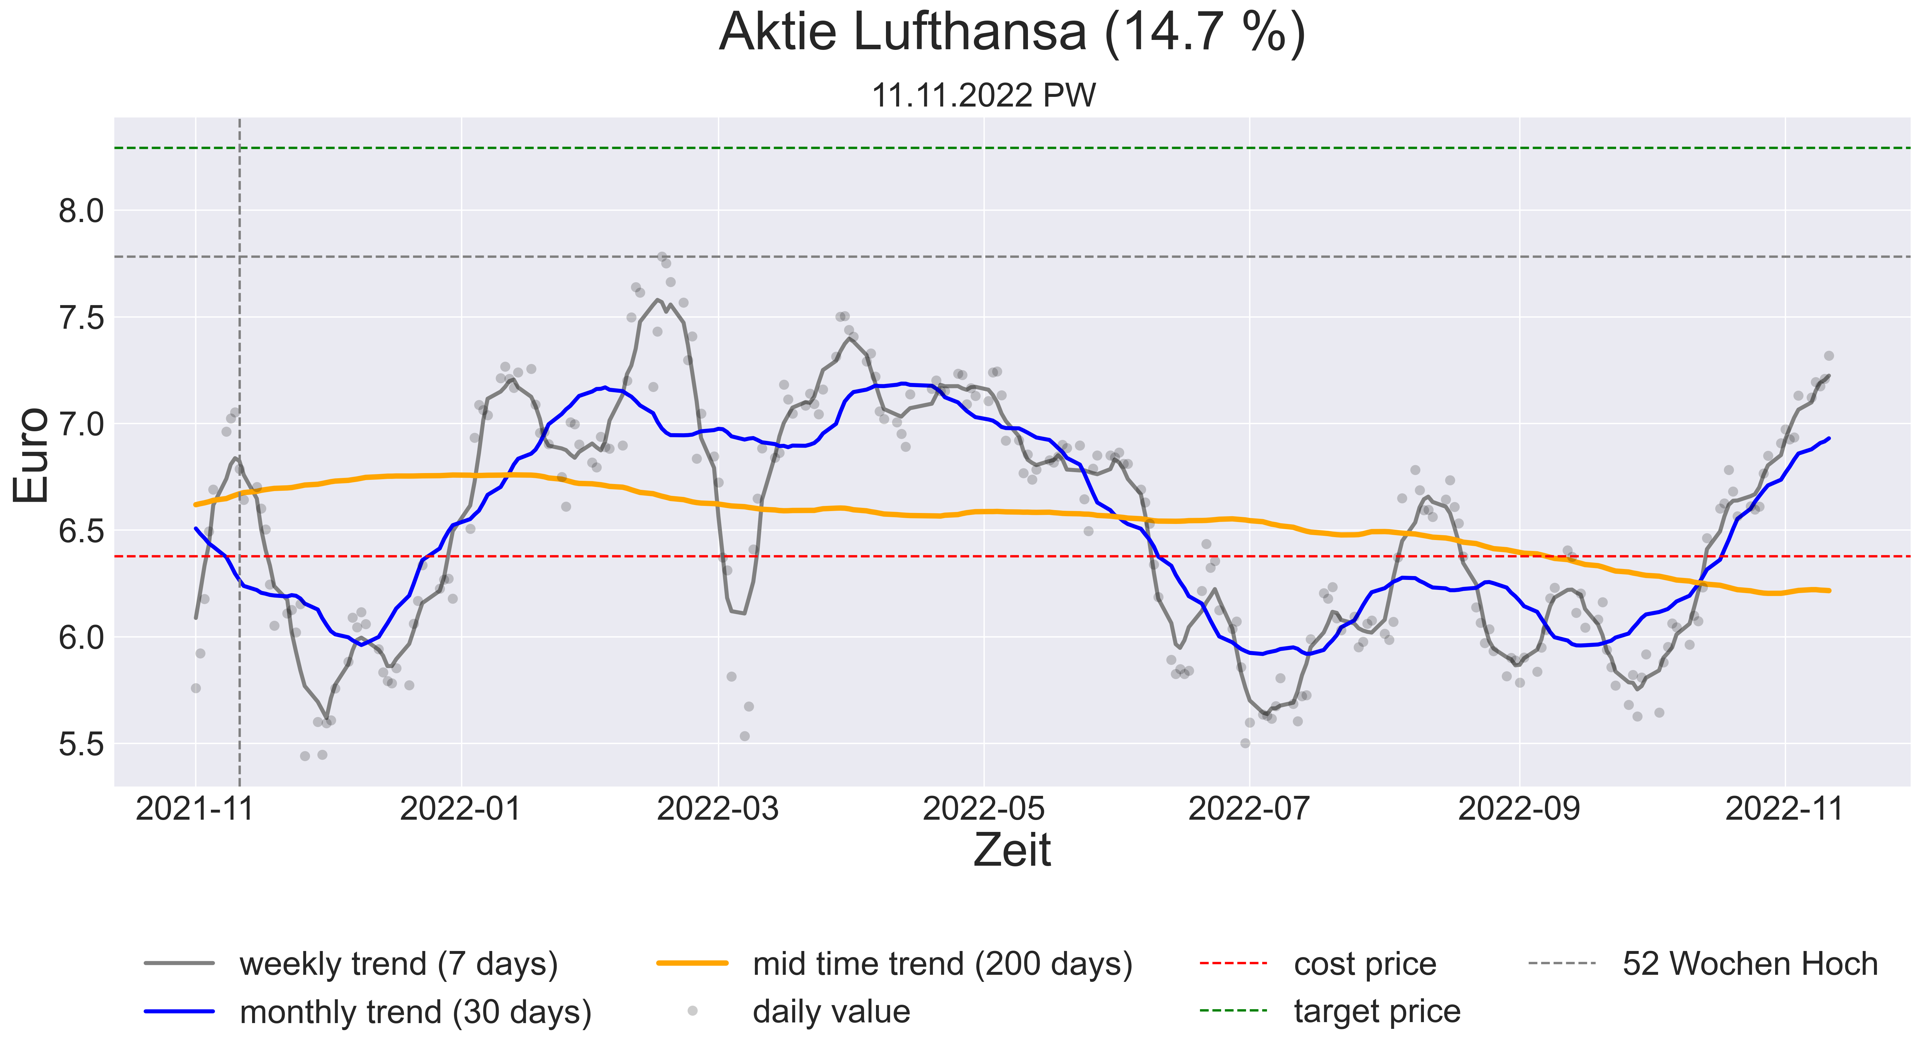 Aktie Lufthansa (14.7 %)
11.11.2022 PW
8.0
7.5
7.0
6.5
6.0
5.5
Euro
2021-11 2022-01 2022-03 2022-05 2022-07 2022-09 2022-11
Zeit
weekly trend (7 days) mid time trend (200 days) cost price 52 Wochen Hoch
monthly trend (30 days) daily value target price